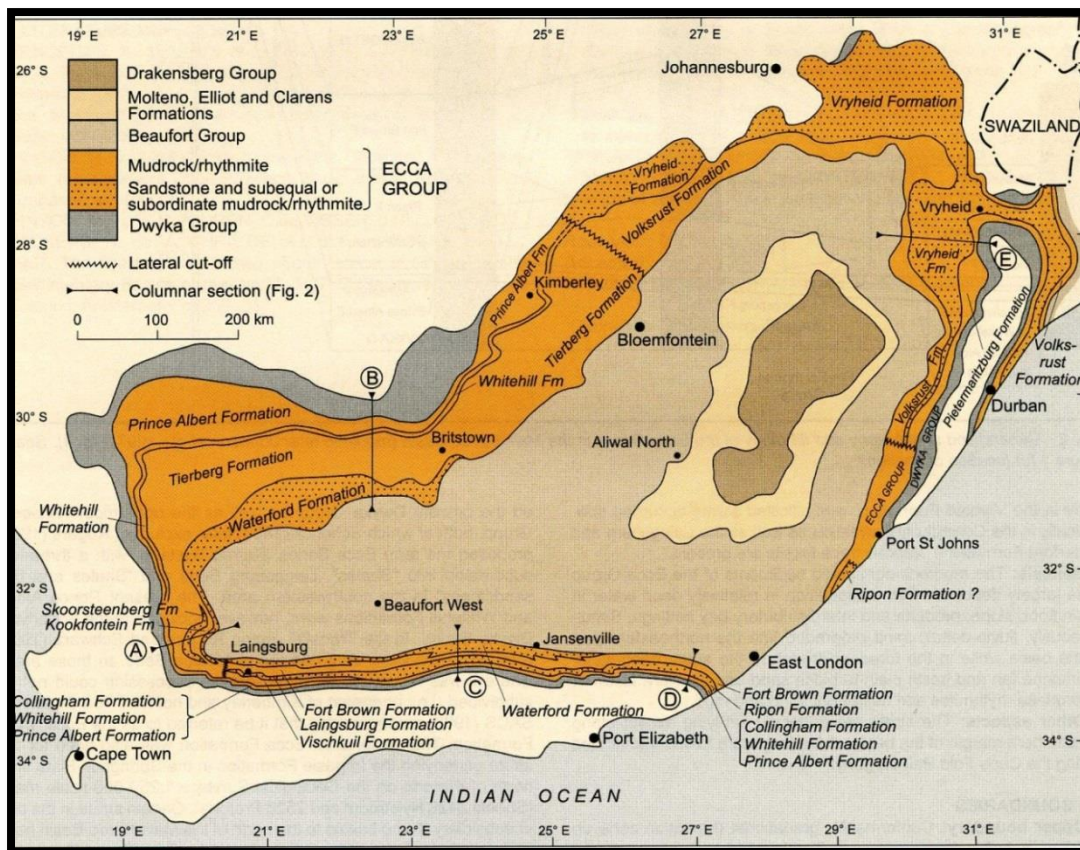 19° E
21° E
25° E
27° E
29° E
31° E
26° S
28° S
30° S
32° S
34° S
Drakensberg Group
Molteno, Elliot and Clarens
Formations
Beaufort Group
Mudrock/rhythmite
Sandstone and subequal or
subordinate mudrock/rhythmite
ECCA
GROUP
Dwyka Group
Lateral cut-off
Columnar section (Fig. 2)
0 100 200 km
Johannesburg
Vryheid Formation
SWAZILAND
Vryheid
Formation
Volksrust Formation
Vryheid
Vryheid
Fm
E
Prince Albert Fm
Kimberley
Tierberg Formation
Bloemfontein
Whitehill Fm
Pietermaritzburg Formation
Volks-
rust
Formation
Volksrust Fm
Durban
B
Prince Albert Formation
Britstown
Aliwal North
DWYKA GROUP
ECCA GROUP
Tierberg Formation
Waterford Formation
Whitehill
Formation
Port St Johns
32° S
Ripon Formation ?
Beaufort West
Skoorsteenberg Fm
Kookfontein Fm
A
Laingsburg
Jansenville
East London
C
D
Collingham Formation
Whitehill Formation
Prince Albert Formation
Fort Brown Formation
Laingsburg Formation
Vischkuil Formation
Waterford Formation
Fort Brown Formation
Ripon Formation
Collingham Formation
Whitehill Formation
Prince Albert Formation
Port Elizabeth
Cape Town
34° S
INDIAN OCEAN
19° E
21° E
23° E
25° E
27° E
29° E
31° E